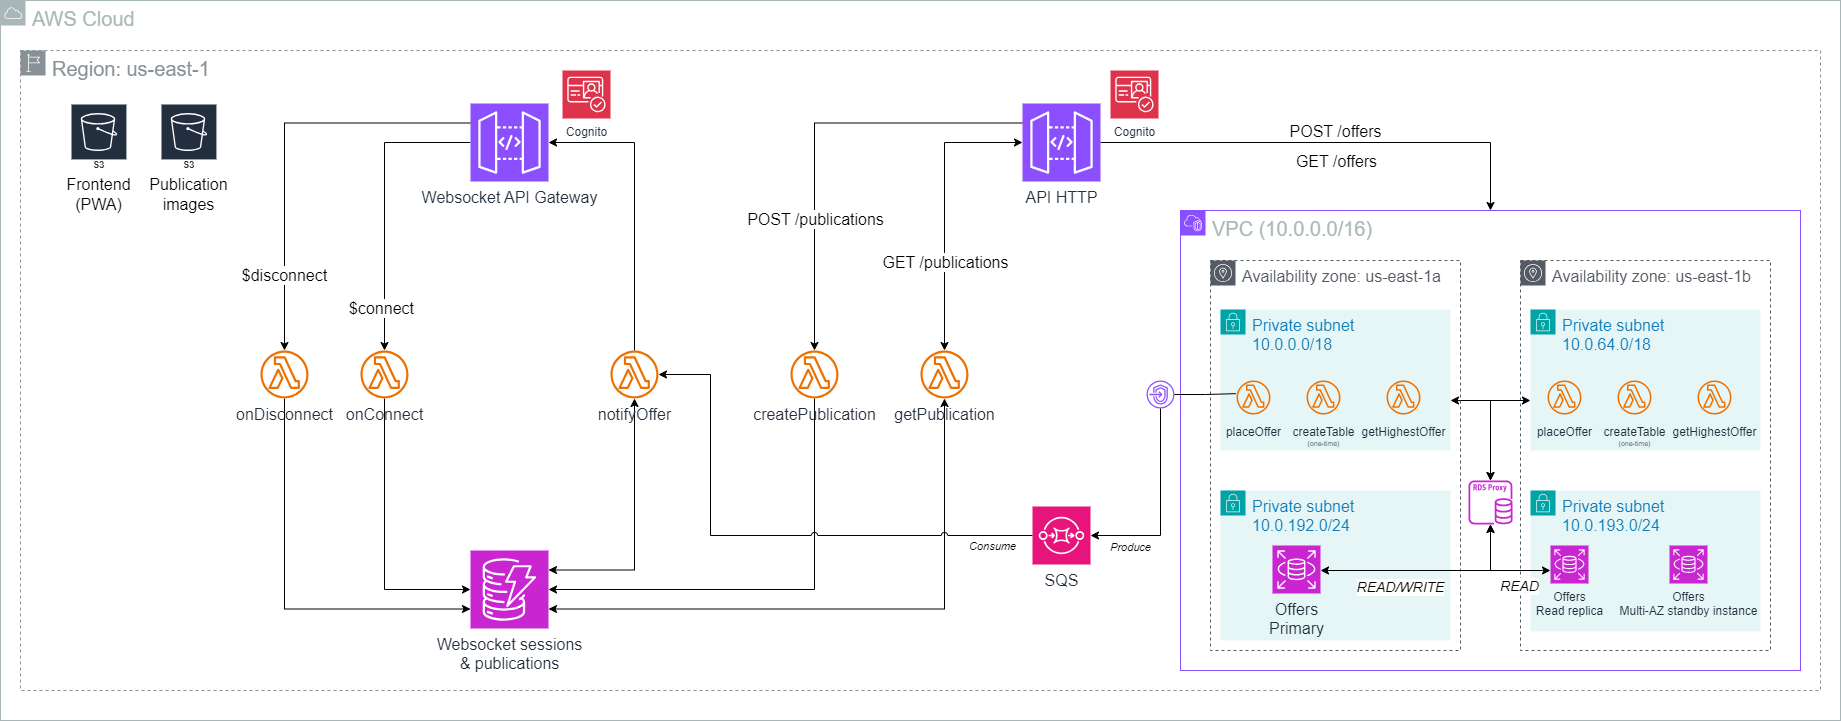 AWS Cloud
Region: us-east-1
S3
Frontend
(PWA)
S3
Publication
images
Cognito
Websocket API Gateway
$disconnect
$connect
onDisconnect
onConnect
notifyOffer
Websocket sessions
& publications
Cognito
API HTTP
POST /publications
GET /publications
createPublication
getPublication
POST /offers
GET /offers
Consume
Produce
SQS
VPC (10.0.0.0/16)
Availability zone: us-east-1a
Private subnet
10.0.0.0/18
placeOffer
createTable
(one-time)
getHighestOffer
Private subnet
10.0.192.0/24
Offers
Primary
READ/WRITE
RDS Proxy
READ
Availability zone: us-east-1b
Private subnet
10.0.64.0/18
placeOffer
createTable
(one-time)
getHighestOffer
Private subnet
10.0.193.0/24
Offers
Read replica
Offers
Multi-AZ standby instance